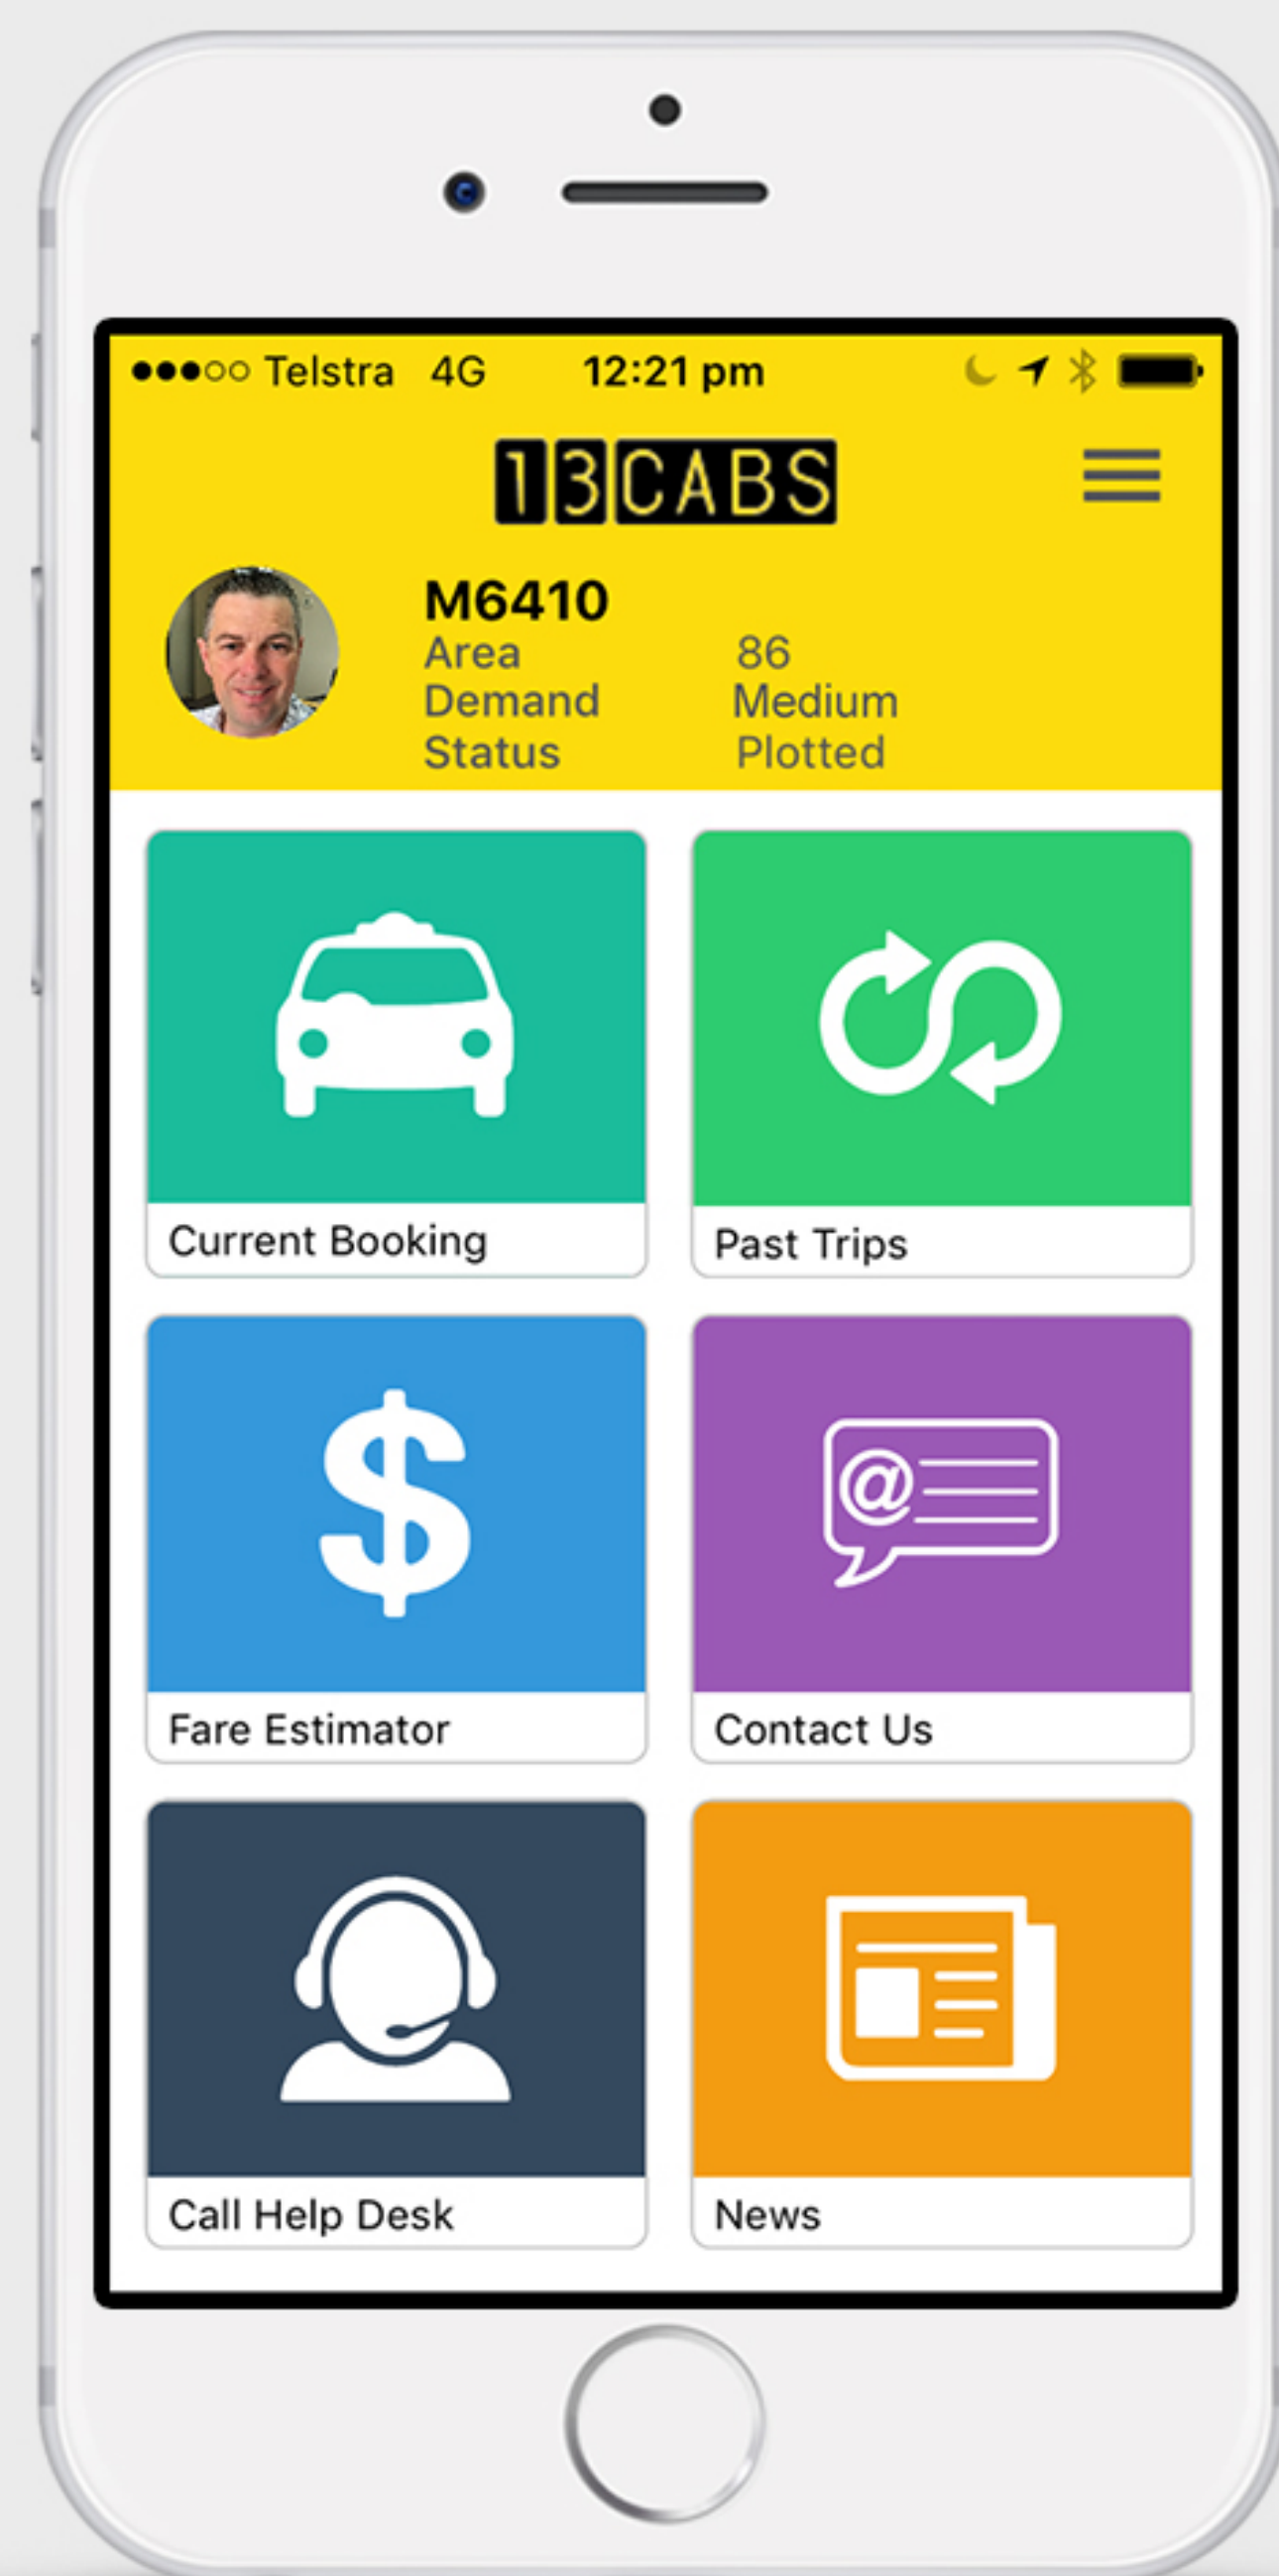 Telstra 4G 12:21 pm
13CABS
M6410
Area 86
Demand Medium
Status Plotted
Current Booking
Past Trips
$
@
Fare Estimator
Contact Us
Call Help Desk
News